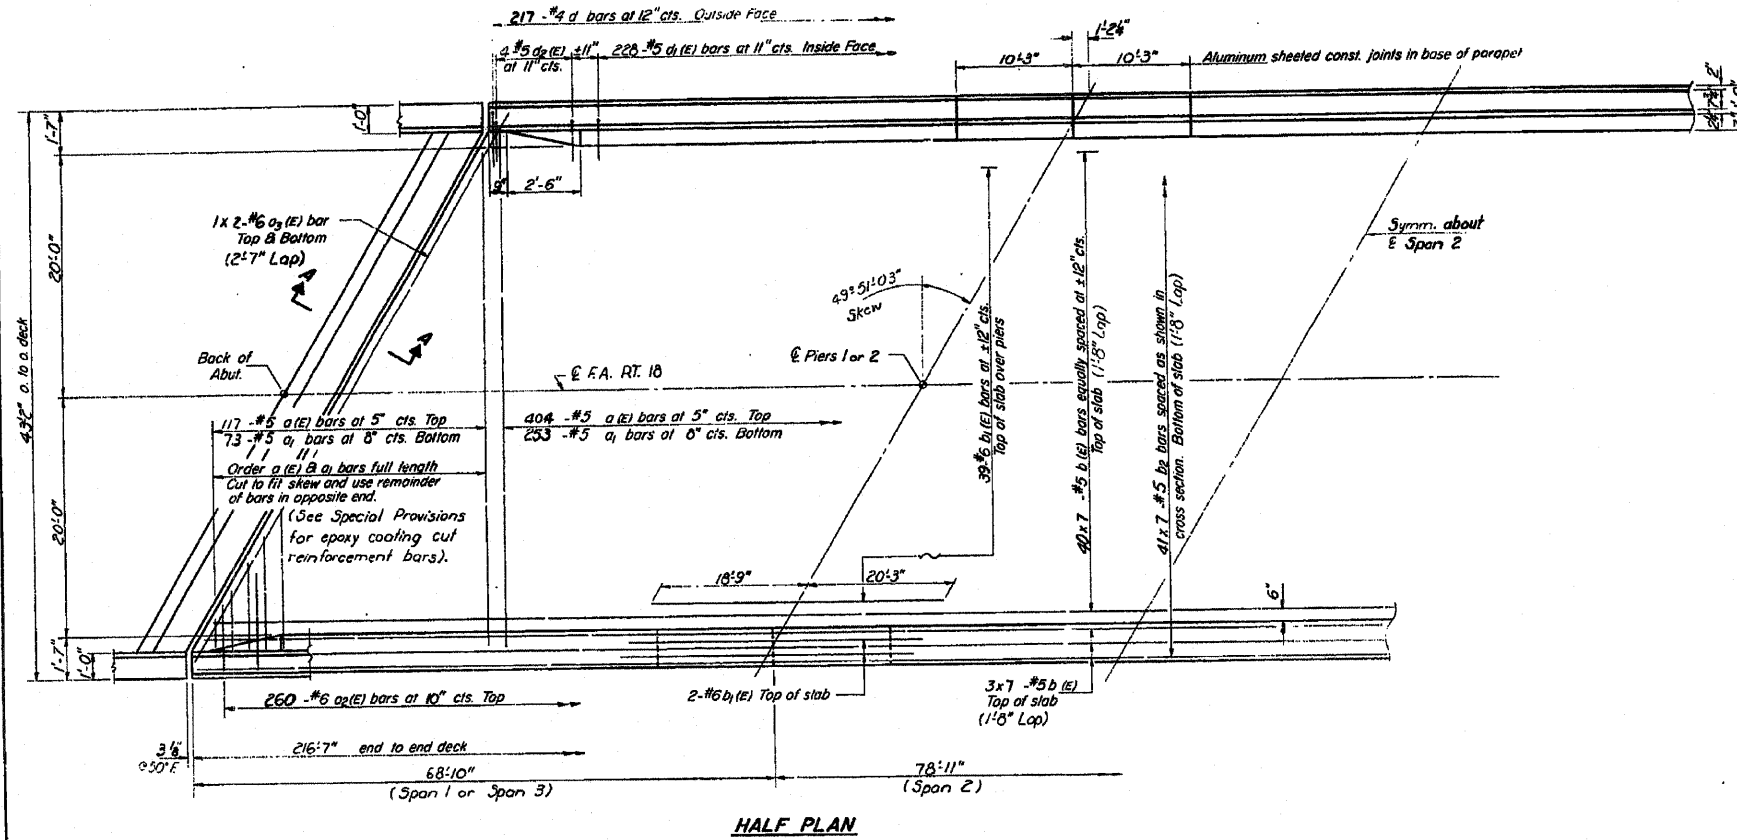 217 -#4 d bars at 12" cts. Outside Face
4 #5 d2(E) at 11" cts.
±11"
228 -#5 d1(E) bars at 11" cts. Inside Face
1'-2¼"
10'-3"
10'-3"
Aluminum sheeted const. joints in base of parapet
2"
1'-0"
1'-7"
1'-0"
9"
2'-6"
1 x 2-#6 a3(E) bar
Top & Bottom
(2'-7" Lap)
A
A
20'-0"
43'-2" o. to o. deck
49°-51'-03"
Skew
Symm. about
℄ Span 2
Back of
Abut.
℄ F.A. RT. 18
℄ Piers 1 or 2
39-#6 b1(E) bars at ±12" cts.
Top of slab over piers
40 x 7 -#5 b (E) bars equally spaced at ±12" cts.
Top of slab (1'-8" Lap)
41 x 7 -#5 b2 bars spaced as shown in
cross section. Bottom of slab (1'-8" Lap)
117 -#5 a(E) bars at 5" cts. Top
73 -#5 a1 bars at 8" cts. Bottom
404 -#5 a(E) bars at 5" cts. Top
253 -#5 a1 bars at 8" cts. Bottom
Order a(E) & a1 bars full length
Cut to fit skew and use remainder
of bars in opposite end.
(See Special Provisions
for epoxy coating cut
reinforcement bars).
20'-0"
18'-9"
20'-3"
6"
1'-7"
1'-0"
260 -#6 a2(E) bars at 10" cts. Top
2-#6 b1(E) Top of slab
3x7 -#5 b (E)
Top of slab
(1'-8" Lap)
3⅛"
@50°F.
216'-7" end to end deck
68'-10"
(Span 1 or Span 3)
78'-11"
(Span 2)
HALF PLAN